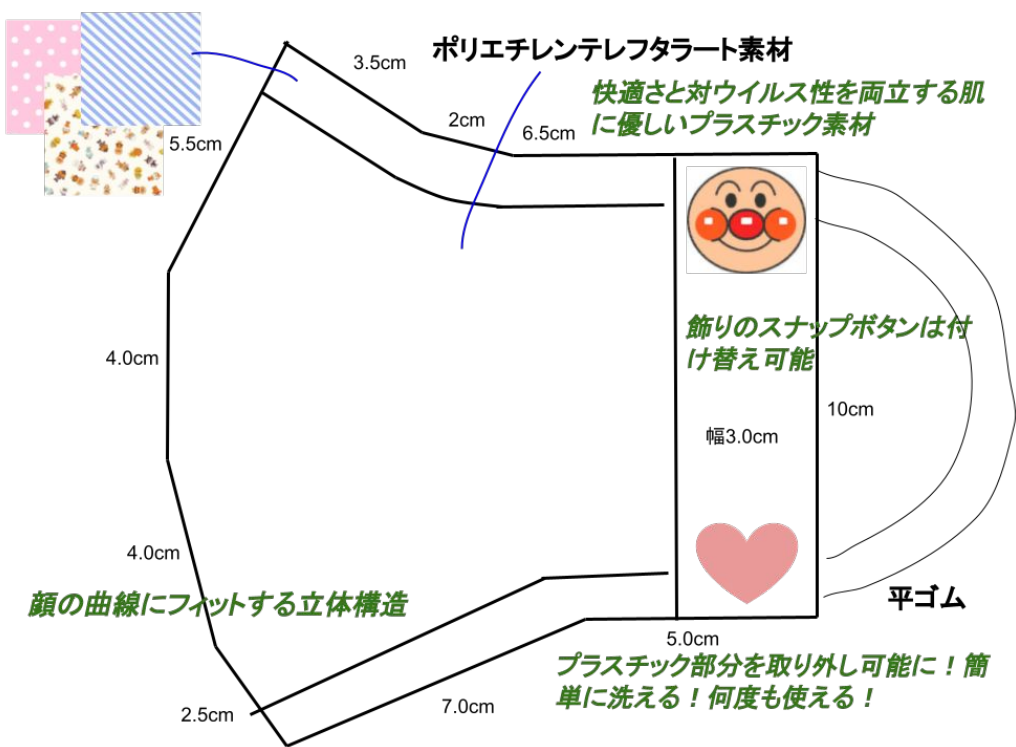 ポリエチレンテレフタラート素材
3.5cm
快適さと対ウイルス性を両立する肌
に優しいプラスチック素材
2cm
6.5cm
5.5cm
飾りのスナップボタンは付
け替え可能
4.0cm
10cm
幅3.0cm
4.0cm
顔の曲線にフィットする立体構造
平ゴム
5.0cm
プラスチック部分を取り外し可能に！簡
単に洗える！何度も使える！
2.5cm
7.0cm